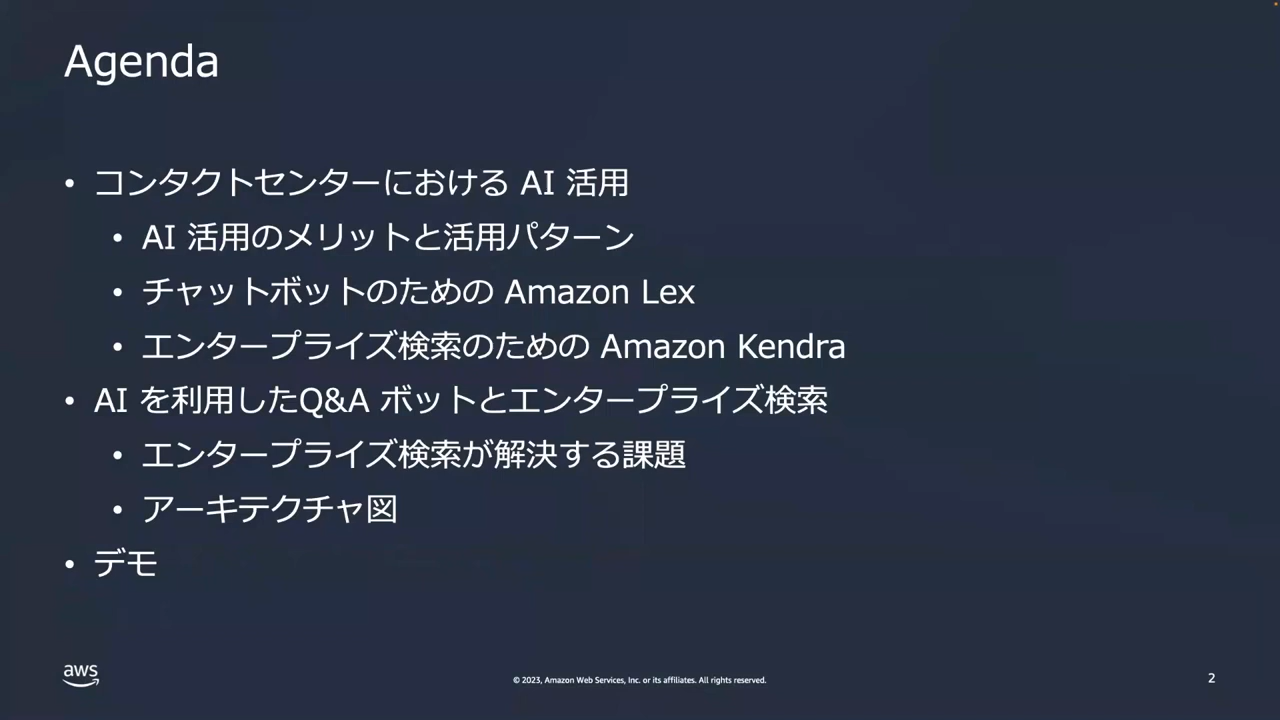 Agenda
• コンタクトセンターにおける AI 活用
• AI 活用のメリットと活用パターン
• チャットボットのための Amazon Lex
• エンタープライズ検索のための Amazon Kendra
• AI を利用したQ&A ボットとエンタープライズ検索
• エンタープライズ検索が解決する課題
• アーキテクチャ図
• デモ
aws
© 2023, Amazon Web Services, Inc. or its affiliates. All rights reserved.
2